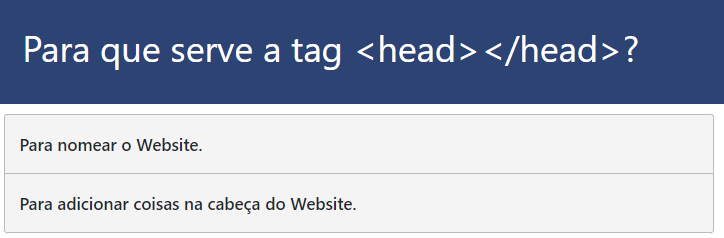 Para que serve a tag <head></head>?
Para nomear o Website.
Para adicionar coisas na cabeça do Website.